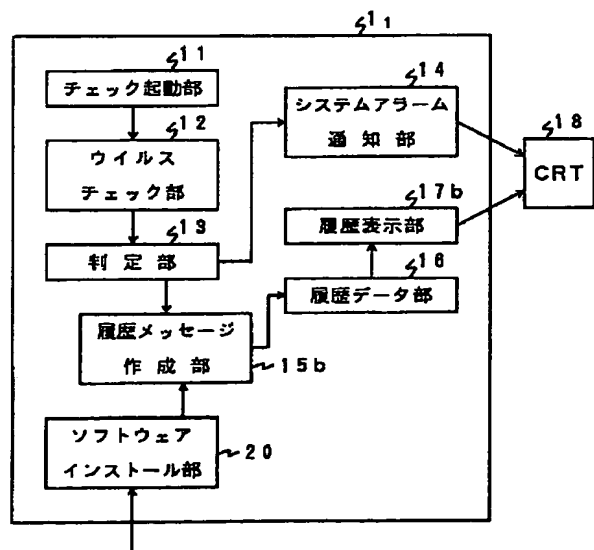 11
11
チェック起動部
12
ウイルス
チェック部
13
判定部
14
システムアラーム
通知部
18
CRT
17b
履歴表示部
16
履歴データ部
履歴メッセージ
作成部
15b
ソフトウェア
インストール部
20